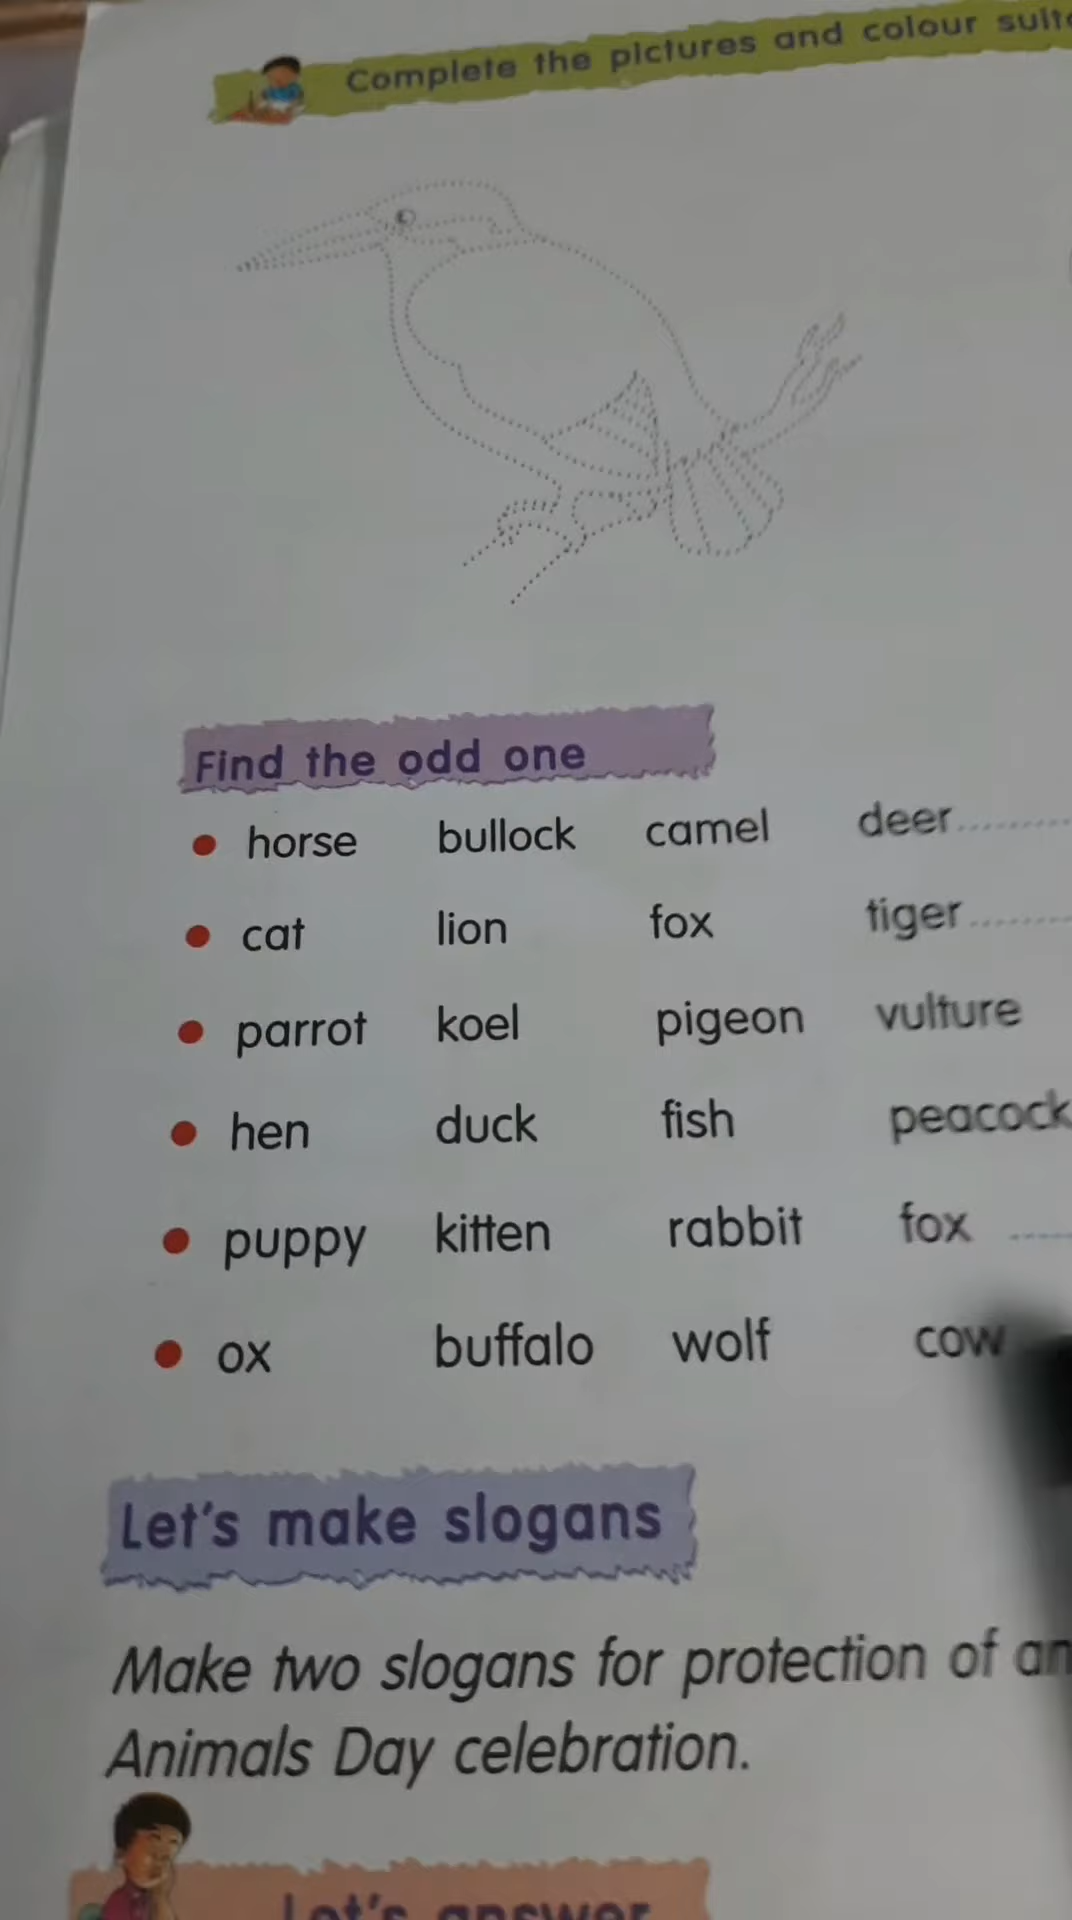 Complete the pictures and colour
Find the odd one
• horse bullock camel deer..........
• cat lion fox tiger..........
• parrot koel pigeon vulture
• hen duck fish peacock
• puppy kitten rabbit fox ......
• ox buffalo wolf cow
Let's make slogans
Make two slogans for protection of
Animals Day celebration.
Let's answer